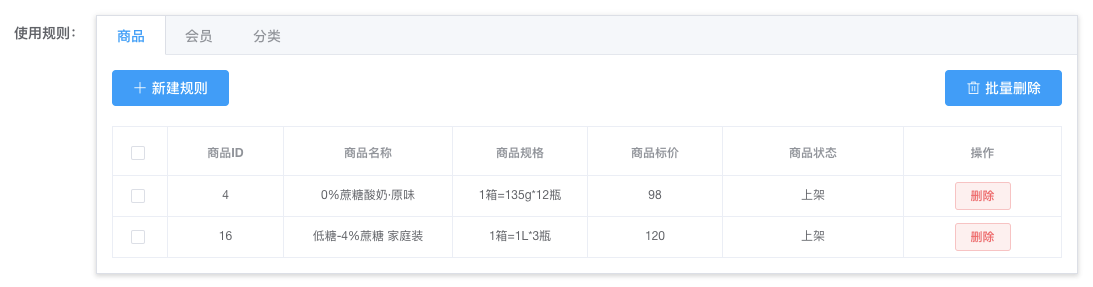 使用规则：
商品 会员 分类
新建规则 批量删除
商品ID 商品名称 商品规格 商品标价 商品状态 操作
4 0%蔗糖酸奶·原味 1箱=135g*12瓶 98 上架 删除
16 低糖-4%蔗糖 家庭装 1箱=1L*3瓶 120 上架 删除